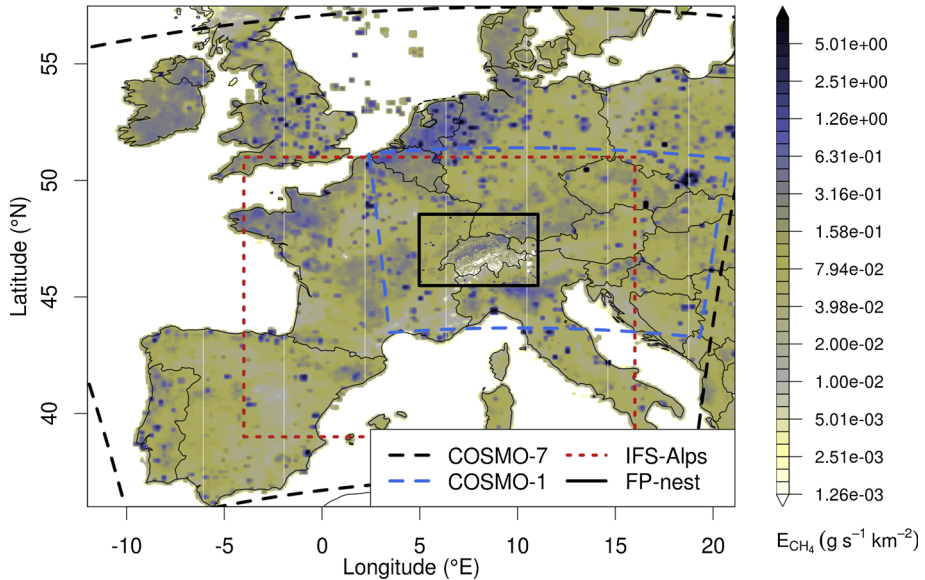 55
50
45
40
Latitude (°N)
-10
-5
0
5
10
15
20
Longitude (°E)
COSMO-7
IFS-Alps
COSMO-1
FP-nest
5.01e+00
2.51e+00
1.26e+00
6.31e-01
3.16e-01
1.58e-01
7.94e-02
3.98e-02
2.00e-02
1.00e-02
5.01e-03
2.51e-03
1.26e-03
E_CH₄ (g s⁻¹ km⁻²)